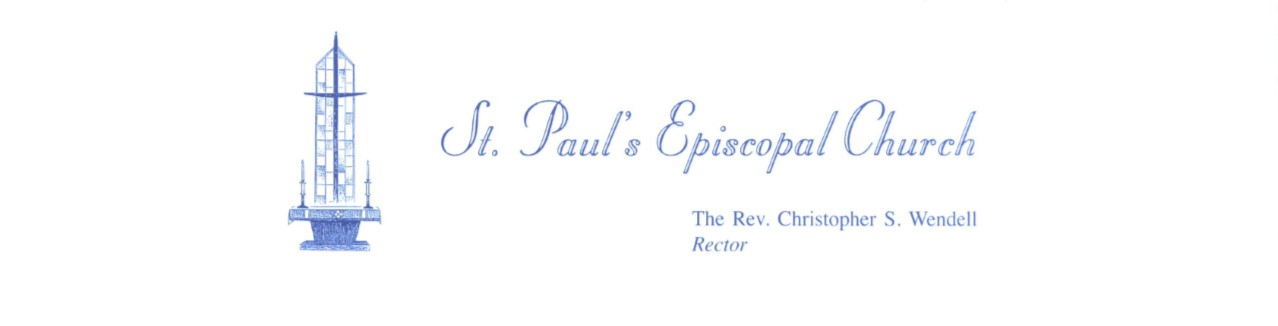 St. Paul's Episcopal Church
The Rev. Christopher S. Wendell
Rector